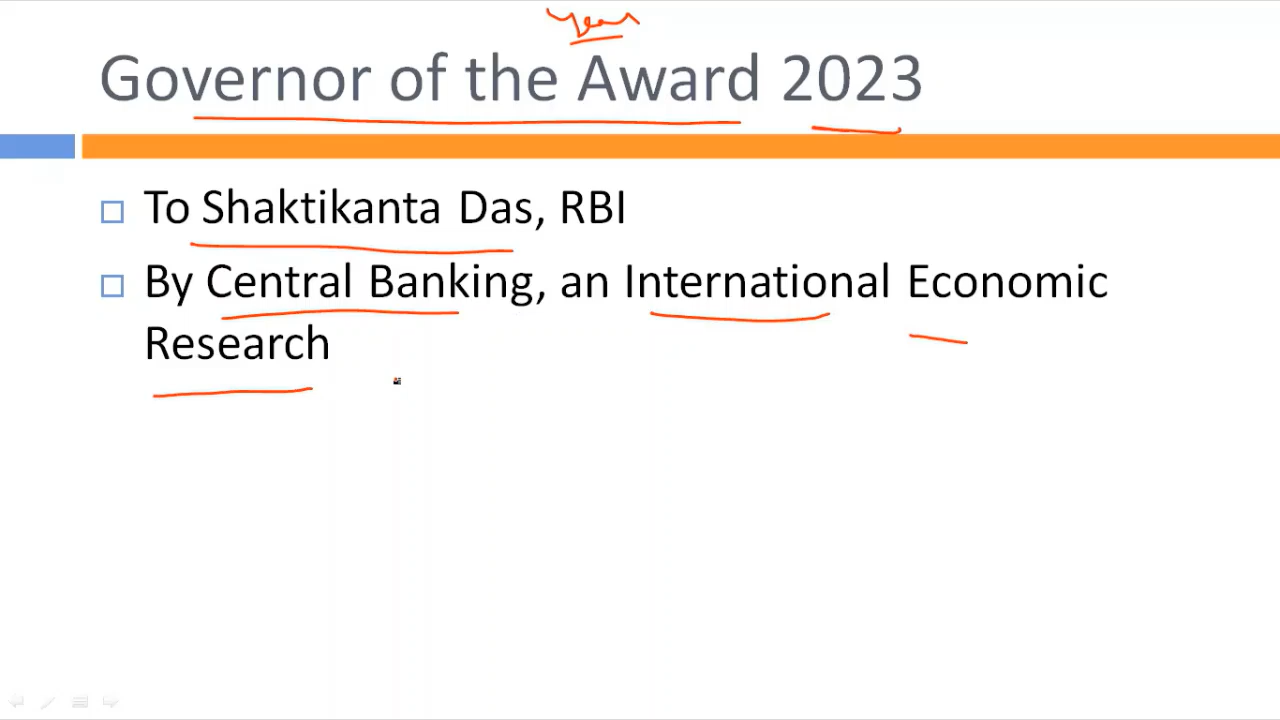 Year
Governor of the Award 2023
To Shaktikanta Das, RBI
By Central Banking, an International Economic
Research